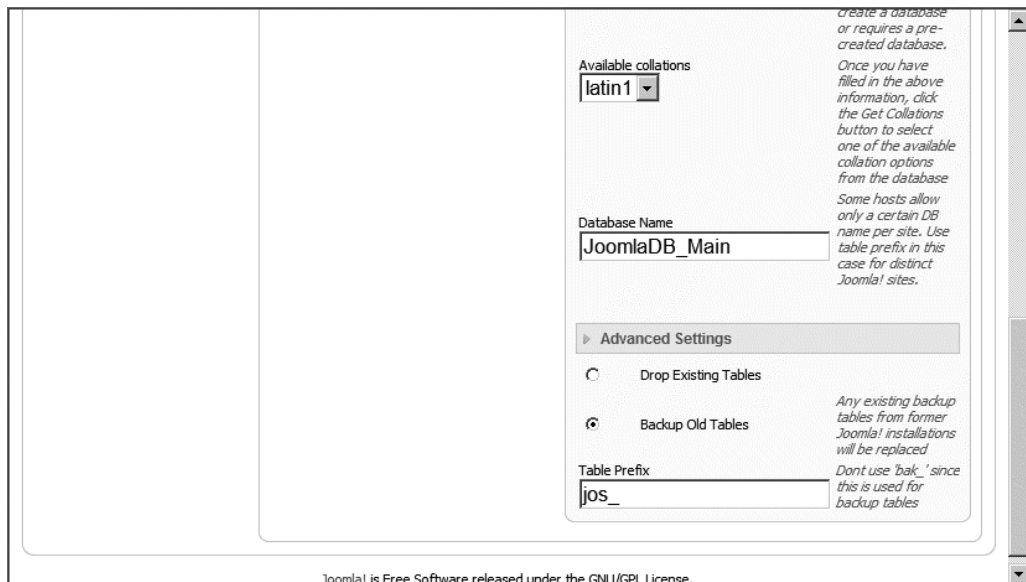 create a database
or requires a pre-
created database.
Available collations
latin1
Once you have
filled in the above
information, click
the Get Collations
button to select
one of the available
collation options
from the database
Database Name
JoomlaDB_Main
Some hosts allow
only a certain DB
name per site. Use
table prefix in this
case for distinct
Joomla! sites.
Advanced Settings
Drop Existing Tables
Backup Old Tables
Any existing backup
tables from former
Joomla! installations
will be replaced
Table Prefix
jos_
Dont use 'bak_' since
this is used for
backup tables
Joomla! is Free Software released under the GNU/GPL License.